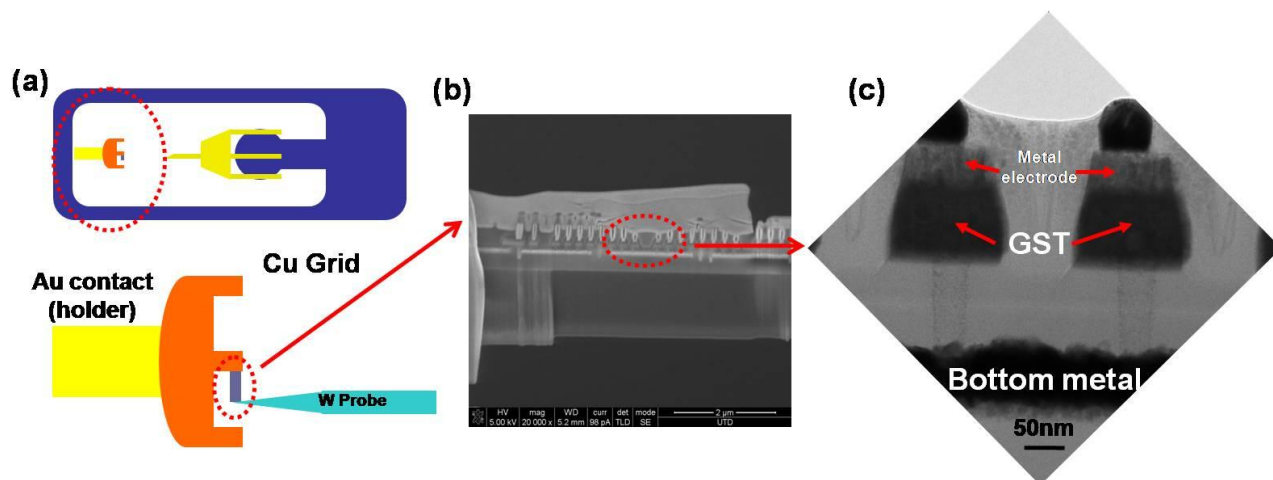 (a)
Au contact
(holder)
Cu Grid
W Probe
(b)
HV mag WD curr det mode
5.00 kV 20 000 x 5.2 mm 98 pA TLD SE
2 µm
UTD
(c)
Metal
electrode
GST
Bottom metal
50nm